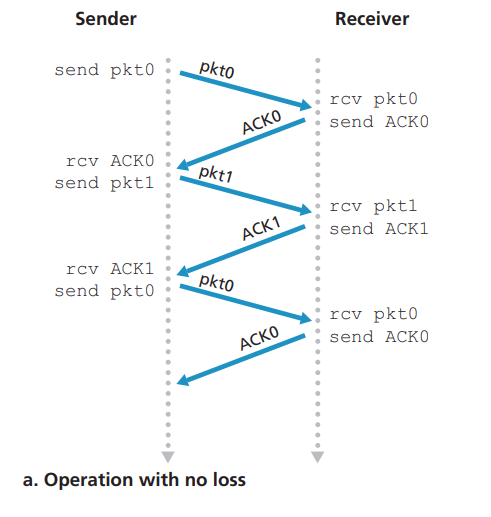 Sender Receiver
send pkt0
pkt0
rcv pkt0
send ACK0
ACK0
rcv ACK0
send pkt1
pkt1
rcv pkt1
send ACK1
ACK1
rcv ACK1
send pkt0
pkt0
rcv pkt0
send ACK0
ACK0
a. Operation with no loss